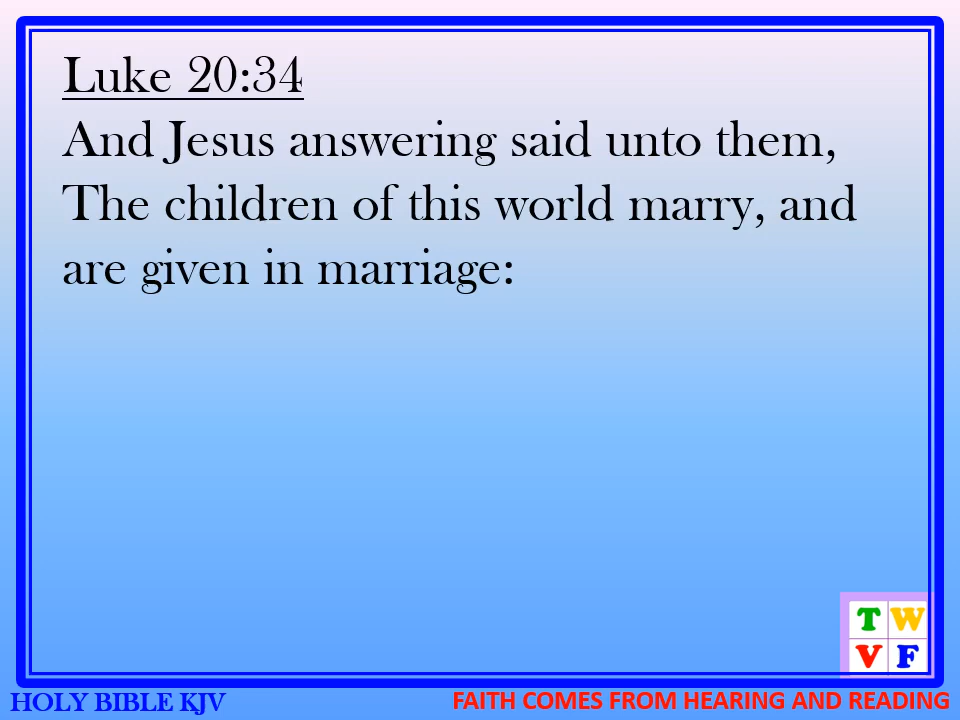 Luke 20:34
And Jesus answering said unto them,
The children of this world marry, and
are given in marriage:
T W
V F
HOLY BIBLE KJV
FAITH COMES FROM HEARING AND READING